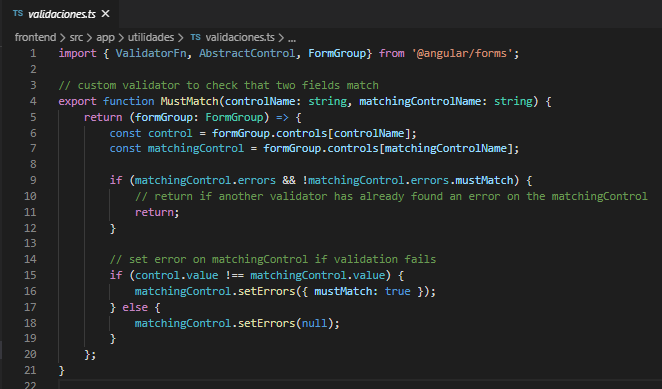 TS validaciones.ts ×
frontend > src > app > utilidades > TS validaciones.ts > ...
1 import { ValidatorFn, AbstractControl, FormGroup} from '@angular/forms';
2
3 // custom validator to check that two fields match
4 export function MustMatch(controlName: string, matchingControlName: string) {
5     return (formGroup: FormGroup) => {
6         const control = formGroup.controls[controlName];
7         const matchingControl = formGroup.controls[matchingControlName];
8
9         if (matchingControl.errors && !matchingControl.errors.mustMatch) {
10             // return if another validator has already found an error on the matchingControl
11             return;
12         }
13
14         // set error on matchingControl if validation fails
15         if (control.value !== matchingControl.value) {
16             matchingControl.setErrors({ mustMatch: true });
17         } else {
18             matchingControl.setErrors(null);
19         }
20     };
21 }
22